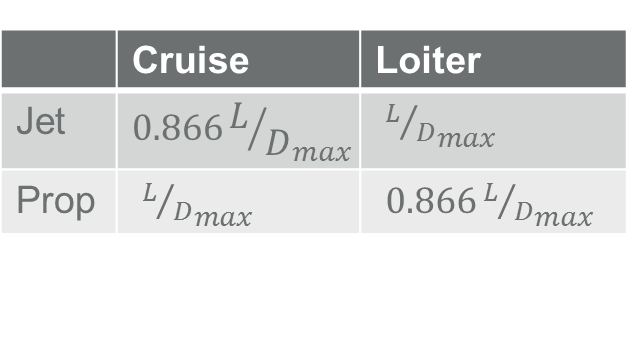 Cruise Loiter
Jet 0.866 L/D_max L/D_max
Prop L/D_max 0.866 L/D_max